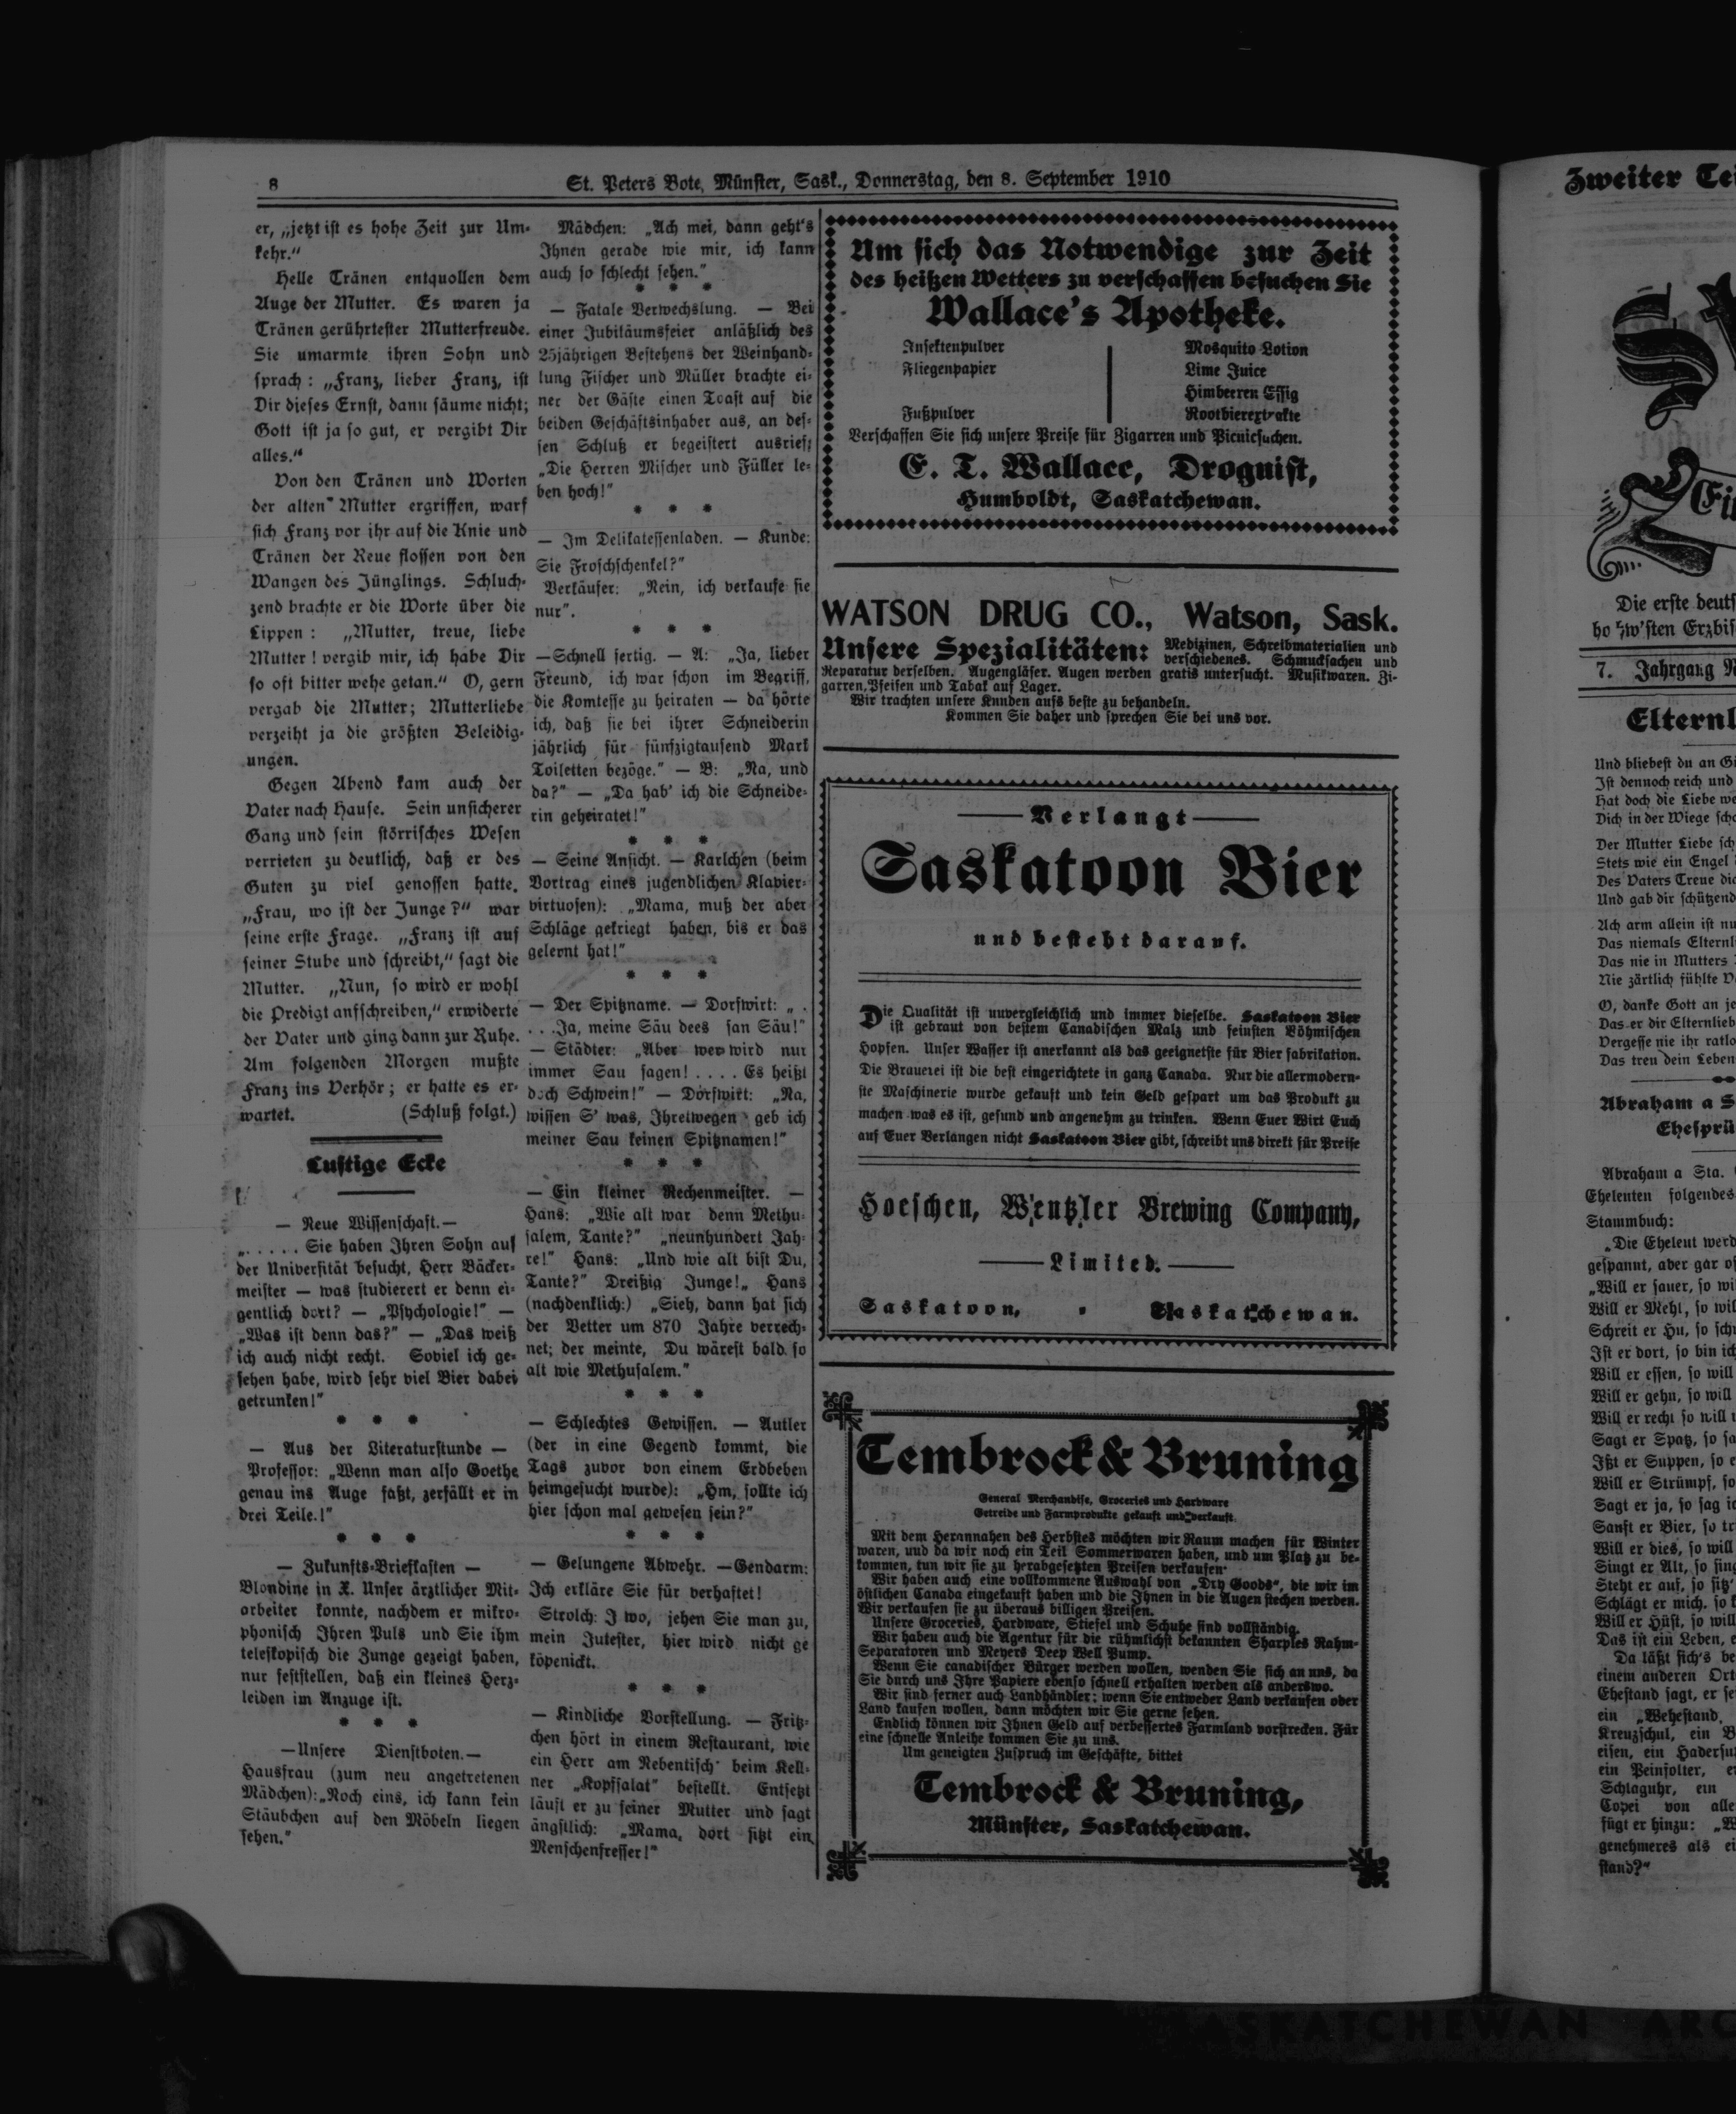 8
St. Peters Bote, Münster, Sask., Donnerstag, den 8. September 1910
er, „jetzt ist es hohe Zeit zur Um-
kehr.“
Helle Tränen entquollen dem
Auge der Mutter. Es waren ja
Tränen gerührtester Mutterfreude.
Sie umarmte ihren Sohn und
sprach: „Franz, lieber Franz, ist
Dir dieses Ernst, dann säume nicht;
Gott ist ja so gut, er vergibt Dir
alles.“
Von den Tränen und Worten
der alten Mutter ergriffen, warf
sich Franz vor ihr auf die Knie und
Tränen der Reue flossen von den
Wangen des Jünglings. Schluch-
zend brachte er die Worte über die
Lippen: „Mutter, treue, liebe
Mutter! vergib mir, ich habe Dir
so oft bitter wehe getan.“ O, gern
vergab die Mutter; Mutterliebe
verzeiht ja die größten Beleidig-
ungen.
Gegen Abend kam auch der
Vater nach Hause. Sein unsicherer
Gang und sein störrisches Wesen
verrieten zu deutlich, daß er des
Guten zu viel genossen hatte.
„Frau, wo ist der Junge?“ war
seine erste Frage. „Franz ist auf
seiner Stube und schreibt,“ sagt die
Mutter. „Nun, so wird er wohl
die Predigt aufschreiben,“ erwiderte
der Vater und ging dann zur Ruhe.
Am folgenden Morgen mußte
Franz ins Verhör; er hatte es er-
wartet. (Schluß folgt.)
Lustige Ecke
— Neue Wissenschaft.—
„..... Sie haben Ihren Sohn auf
der Universität besucht, Herr Bäcker-
meister — was studierert er denn ei-
gentlich dort? — „Psychologie!” —
„Was ist denn das?” — „Das weiß
ich auch nicht recht. Soviel ich ge-
sehen habe, wird sehr viel Bier dabei
getrunken!”
* * *
— Aus der Literaturstunde —
Professor: „Wenn man also Goethe
genau ins Auge faßt, zerfällt er in
drei Teile.!”
* * *
— Zukunfts-Briefkasten —
Blondine in X. Unser ärztlicher Mit-
arbeiter konnte, nachdem er mikro-
phonisch Ihren Puls und Sie ihm
teleskopisch die Zunge gezeigt haben,
nur feststellen, daß ein kleines Herz-
leiden im Anzuge ist.
* * *
—Unsere Dienstboten.—
Hausfrau (zum neu angetretenen
Mädchen):„Noch eins, ich kann kein
Stäubchen auf den Möbeln liegen
sehen.”
Mädchen: „Ach mei, dann geht's
Ihnen gerade wie mir, ich kann
auch so schlecht sehen.”
* * *
— Fatale Verwechslung. — Bei
einer Jubiläumsfeier anläßlich des
25jährigen Bestehens der Weinhand-
lung Fischer und Müller brachte ei-
ner der Gäste einen Toast auf die
beiden Geschäftsinhaber aus, an des-
sen Schluß er begeistert ausrief:
„Die Herren Mischer und Füller le-
ben hoch!”
* * *
— Im Delikatessenladen. — Kunde:
Sie Froschschenkel?”
Verkäufer: „Nein, ich verkaufe sie
nur”.
* * *
—Schnell fertig. — A: „Ja, lieber
Freund, ich war schon im Begriff,
die Komtesse zu heiraten — da hörte
ich, daß sie bei ihrer Schneiderin
jährlich für fünfzigtausend Mark
Toiletten bezöge.” — B: „Na, und
da?” — „Da hab' ich die Schneide-
rin geheiratet!”
* * *
— Seine Ansicht. — Karlchen (beim
Vortrag eines jugendlichen Klavier-
virtuosen): „Mama, muß der aber
Schläge gekriegt haben, bis er das
gelernt hat!”
* * *
— Der Spitzname. — Dorfwirt: „ .
. . .Ja, meine Säu dees san Säu!”
— Städter: „Aber wer wird nur
immer Sau sagen! .... Es heißt
doch Schwein!” — Dorfwirt: „Na,
wissen S' was, Ihretwegen geb ich
meiner Sau keinen Spitznamen!”
* * *
— Ein kleiner Rechenmeister. —
Hans: „Wie alt war denn Methu-
salem, Tante?” „neunhundert Jah-
re!” Hans: „Und wie alt bist Du,
Tante?” Dreißig Junge!„ Hans
(nachdenklich:) „Sieh, dann hat sich
der Vetter um 870 Jahre verrech-
net; der meinte, Du wärest bald so
alt wie Methusalem.”
* * *
— Schlechtes Gewissen. — Autler
(der in eine Gegend kommt, die
Tags zuvor von einem Erdbeben
heimgesucht wurde): „Hm, sollte ich
hier schon mal gewesen sein?”
* * *
— Gelungene Abwehr. —Gendarm:
Ich erkläre Sie für verhaftet!
Strolch: I wo, jehen Sie man zu,
mein Jutester, hier wird nicht ge
köpenickt.
* * *
— Kindliche Vorstellung. — Fritz-
chen hört in einem Restaurant, wie
ein Herr am Nebentisch beim Kell-
ner „Kopfsalat” bestellt. Entsetzt
läuft er zu seiner Mutter und sagt
ängstlich: „Mama, dort sitzt ein
Menschenfresser!”
Um sich das Notwendige zur Zeit
des heißen Wetters zu verschaffen besuchen Sie
Wallace's Apotheke.
Insektenpulver
Fliegenpapier
Fußpulver
Mosquito Lotion
Lime Juice
Himbeeren Essig
Rootbierextrakte
Verschaffen Sie sich unsere Preise für Zigarren und Picnicsuchen.
E. T. Wallace, Droguist,
Humboldt, Saskatchewan.
WATSON DRUG CO., Watson, Sask.
Unsere Spezialitäten: Medizinen, Schreibmaterialien und
verschiedenes. Schmucksachen und
Reparatur derselben. Augengläser. Augen werden gratis untersucht. Musikwaren. Zi-
garren, Pfeifen und Tabak auf Lager.
Wir trachten unsere Kunden aufs beste zu behandeln.
Kommen Sie daher und sprechen Sie bei uns vor.
Verlangt
Saskatoon Bier
und besteht darauf.
Die Qualität ist unvergleichlich und immer dieselbe. Saskatoon Bier
ist gebraut von bestem Canadischen Malz und feinsten Böhmischen
Hopfen. Unser Wasser ist anerkannt als das geeignetste für Bier fabrikation.
Die Brauerei ist die best eingerichtete in ganz Canada. Nur die allermodern-
ste Maschinerie wurde gekauft und kein Geld gespart um das Produkt zu
machen was es ist, gesund und angenehm zu trinken. Wenn Euer Wirt Euch
auf Euer Verlangen nicht Saskatoon Bier gibt, schreibt uns direkt für Preise
Hoeschen, Wentzler Brewing Company,
Limited.
Saskatoon, Saskatchewan.
Tembrock & Bruning
General Merchandise, Groceries und Hardware
Getreide und Farmprodukte gekauft und verkauft.
Mit dem Herannahen des Herbstes möchten wir Raum machen für Winter
waren, und da wir noch ein Teil Sommerwaren haben, und um Platz zu be-
kommen, tun wir sie zu herabgesetzten Preisen verkaufen.
Wir haben auch eine vollkommene Auswahl von „Dry Goods“, die wir im
östlichen Canada eingekauft haben und die Ihnen in die Augen stechen werden.
Wir verkaufen sie zu überaus billigen Preisen.
Unsere Groceries, Hardware, Stiefel und Schuhe sind vollständig.
Wir haben auch die Agentur für die rühmlichst bekannten Sharples Rahm-
Separatoren und Meyers Deep Well Pump.
Wenn Sie canadischer Bürger werden wollen, wenden Sie sich an uns, da
Sie durch uns Ihre Papiere ebenso schnell erhalten werden als anderswo.
Wir sind ferner auch Landhändler; wenn Sie entweder Land verkaufen oder
Land kaufen wollen, dann möchten wir Sie gerne sehen.
Endlich können wir Ihnen Geld auf verbessertes Farmland vorstrecken. Für
eine schnelle Anleihe kommen Sie zu uns.
Um geneigten Zuspruch im Geschäfte, bittet
Tembrock & Bruning,
Münster, Saskatchewan.
Zweiter Tei
Die erste deuts
7. Jahrgang
Elternl
Und bliebest du an
Ist dennoch reich und
Hat doch die Liebe
Dich in der Wiege
Der Mutter Liebe
Stets wie ein Engel
Des Vaters Treue
Und gab dir schützend
Ach arm allein ist
Das niemals
Das nie in Mutters
Nie zärtlich fühlte
O, danke Gott an
Das er dir
Vergesse nie ihr
Das treu dein Leben
Abraham a S
Ehesprü
Abraham a Sta.
Eheleuten folgendes
Stammbuch:
„Die Eheleut
gespannt, aber gar
„Will er sauer, so
Will er Mehl, so
Schreit er Hu, so
Ist er dort, so bin
Will er essen, so will
Will er gehn, so will
Will er recht so will
Sagt er Spatz, so
Ißt er Suppen, so
Will er Strümpf, so
Sagt er ja, so sag
Sauft er Bier, so
Will er dies, so will
Singt er Alt, so
Steht er auf, so
Schlägt er mich, so
Will er Hüst, so will
Das ist ein Leben,
Da läßt sich's
einem anderen
Ehestand sagt, er
ein „Wehestand,
Kreuzschul, ein
eisen, ein
ein Peinfolter,
Schlaguhr, ein
Copei von
fügt er hinzu:
genehmeres als
stand?“
SASKATCHEWAN ARC